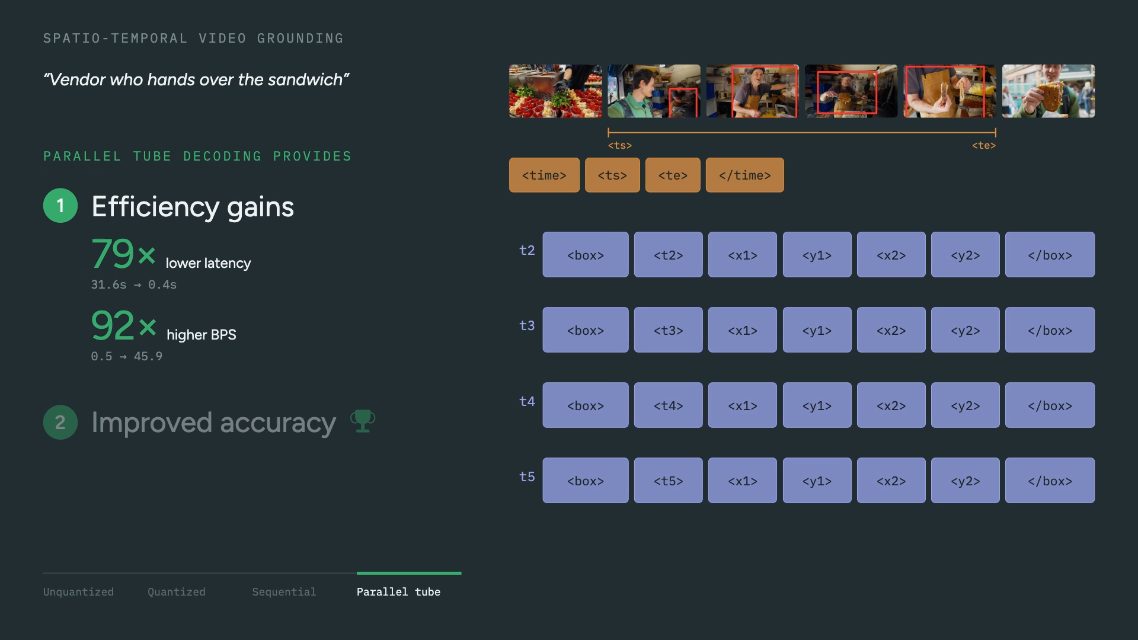 SPATIO-TEMPORAL VIDEO GROUNDING
“Vendor who hands over the sandwich”
PARALLEL TUBE DECODING PROVIDES
1 Efficiency gains
79× lower latency
31.6s → 0.4s
92× higher BPS
0.5 → 45.9
2 Improved accuracy
Unquantized Quantized Sequential Parallel tube
<ts> <te>
<time> <ts> <te> </time>
t2 <box> <t2> <x1> <y1> <x2> <y2> </box>
t3 <box> <t3> <x1> <y1> <x2> <y2> </box>
t4 <box> <t4> <x1> <y1> <x2> <y2> </box>
t5 <box> <t5> <x1> <y1> <x2> <y2> </box>